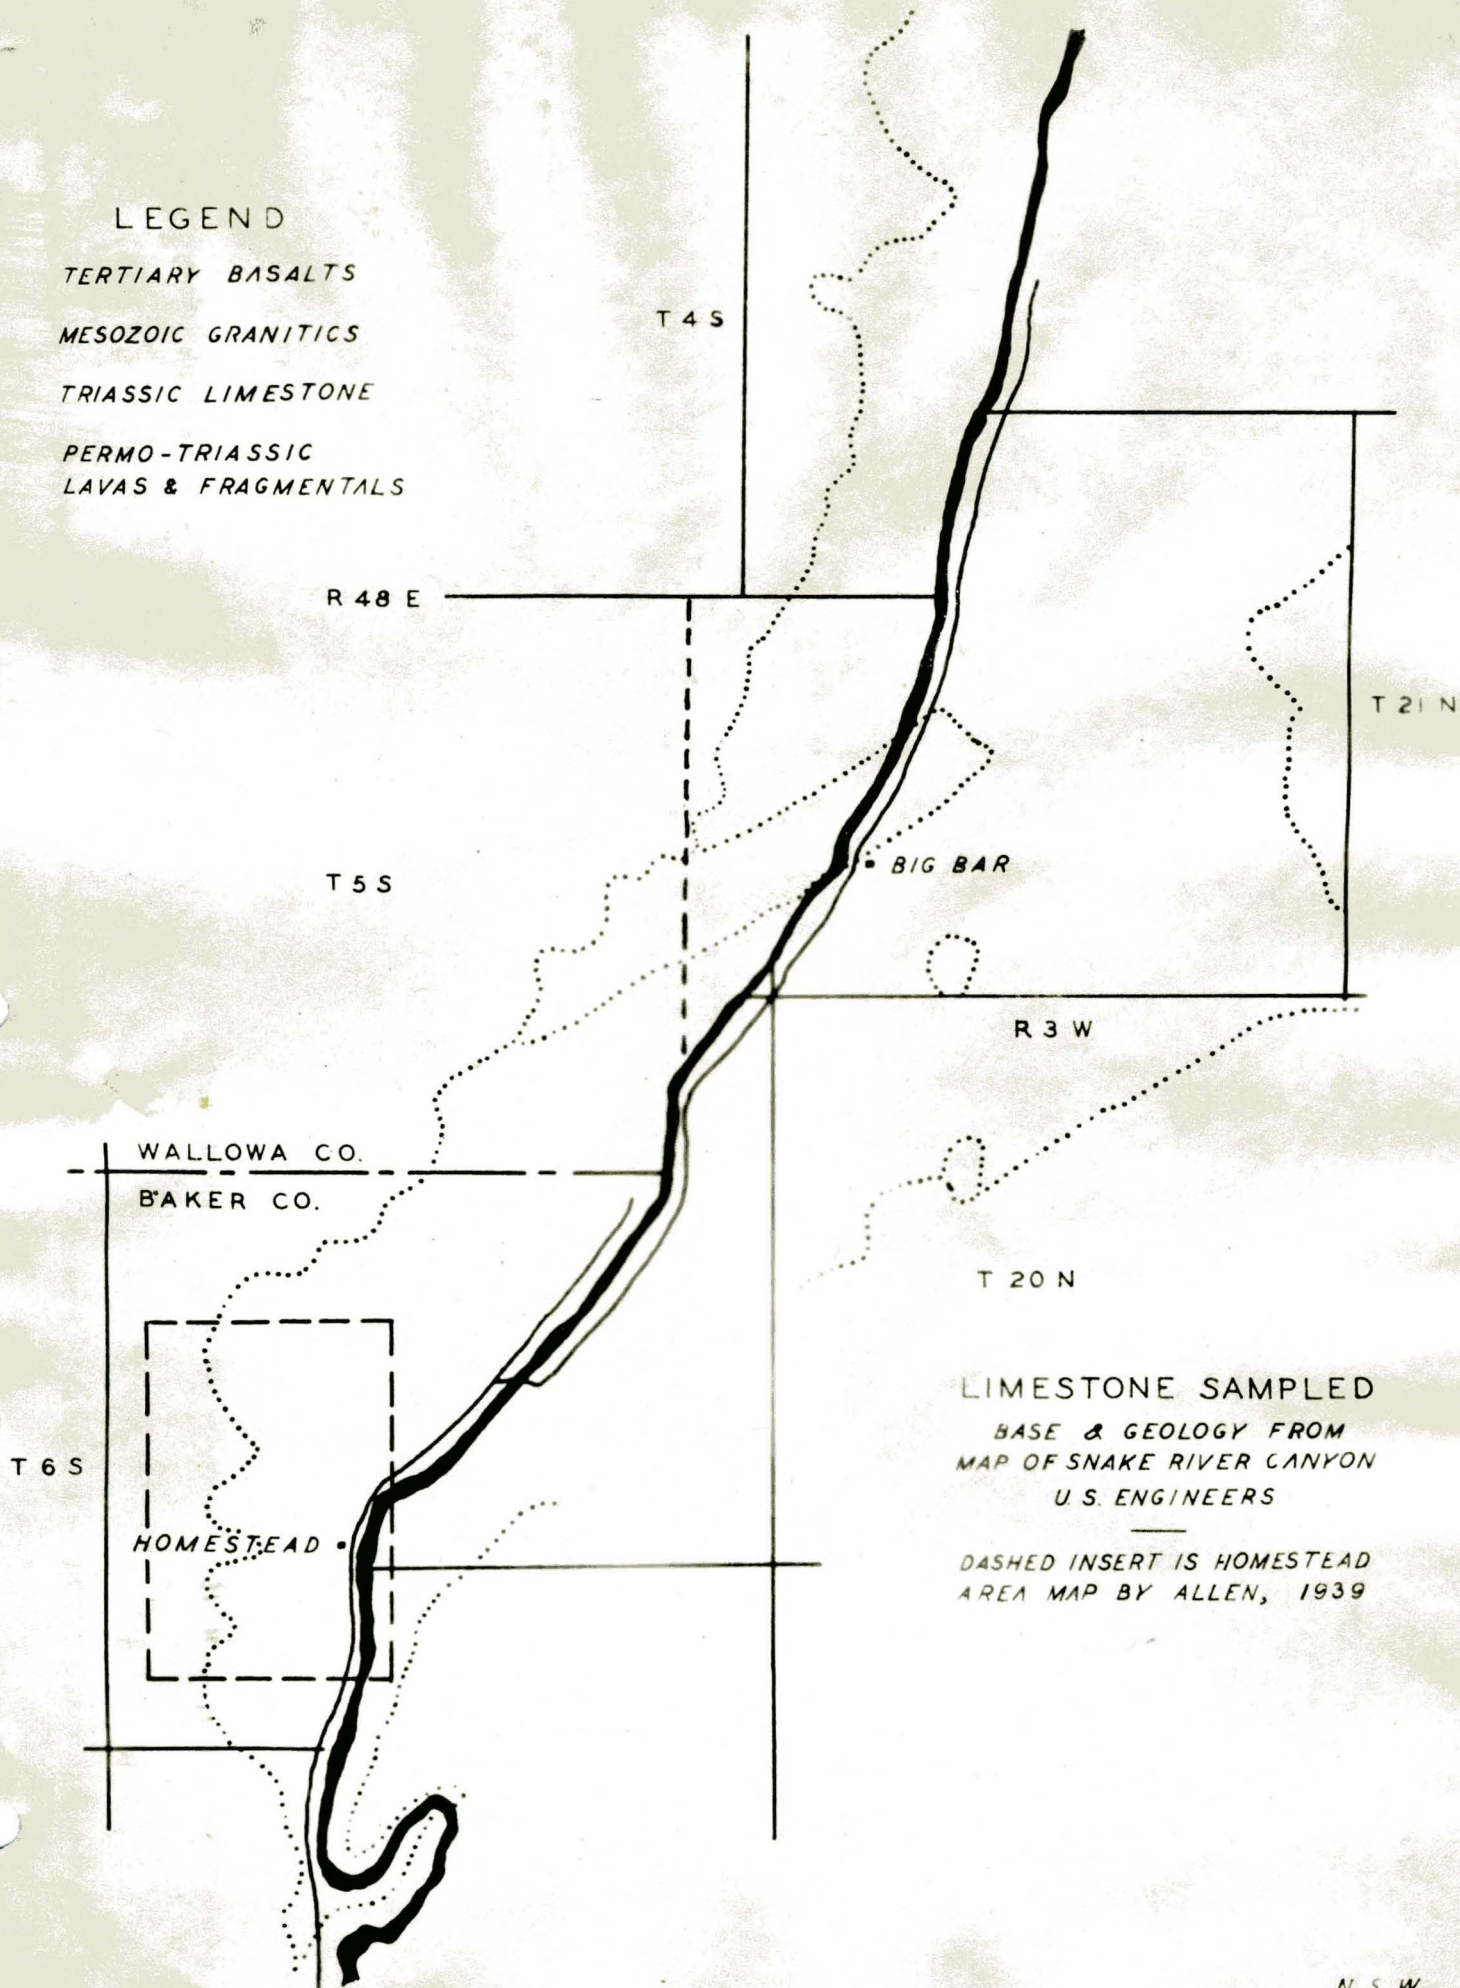 LEGEND
TERTIARY BASALTS
MESOZOIC GRANITICS
TRIASSIC LIMESTONE
PERMO-TRIASSIC
LAVAS & FRAGMENTALS
T 4 S
R 48 E
T 21 N
T 5 S
BIG BAR
R 3 W
WALLOWA CO.
BAKER CO.
T 20 N
T 6 S
HOMESTEAD
LIMESTONE SAMPLED
BASE & GEOLOGY FROM
MAP OF SNAKE RIVER CANYON
U.S. ENGINEERS
DASHED INSERT IS HOMESTEAD
AREA MAP BY ALLEN, 1939
N.S.W.